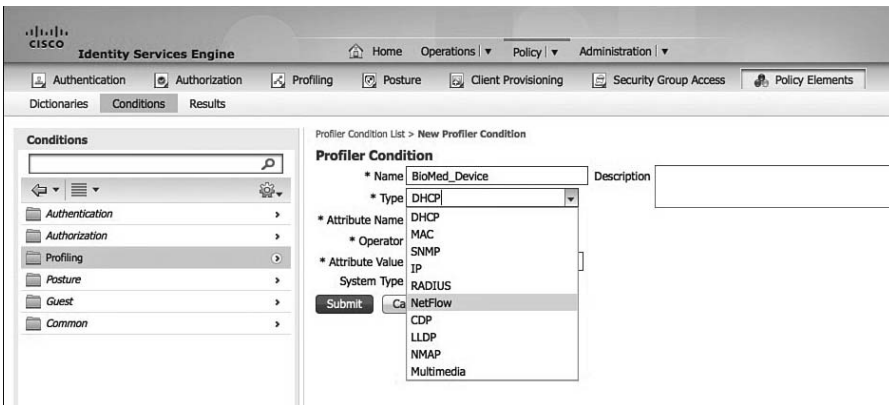 CISCO
Identity Services Engine
Home Operations Policy Administration
Authentication Authorization Profiling Posture Client Provisioning Security Group Access Policy Elements
Dictionaries Conditions Results
Conditions
Authentication
Authorization
Profiling
Posture
Guest
Common
Profiler Condition List > New Profiler Condition
Profiler Condition
* Name BioMed_Device Description
* Type DHCP
* Attribute Name
* Operator
* Attribute Value
System Type
Submit Ca
DHCP
MAC
SNMP
IP
RADIUS
NetFlow
CDP
LLDP
NMAP
Multimedia